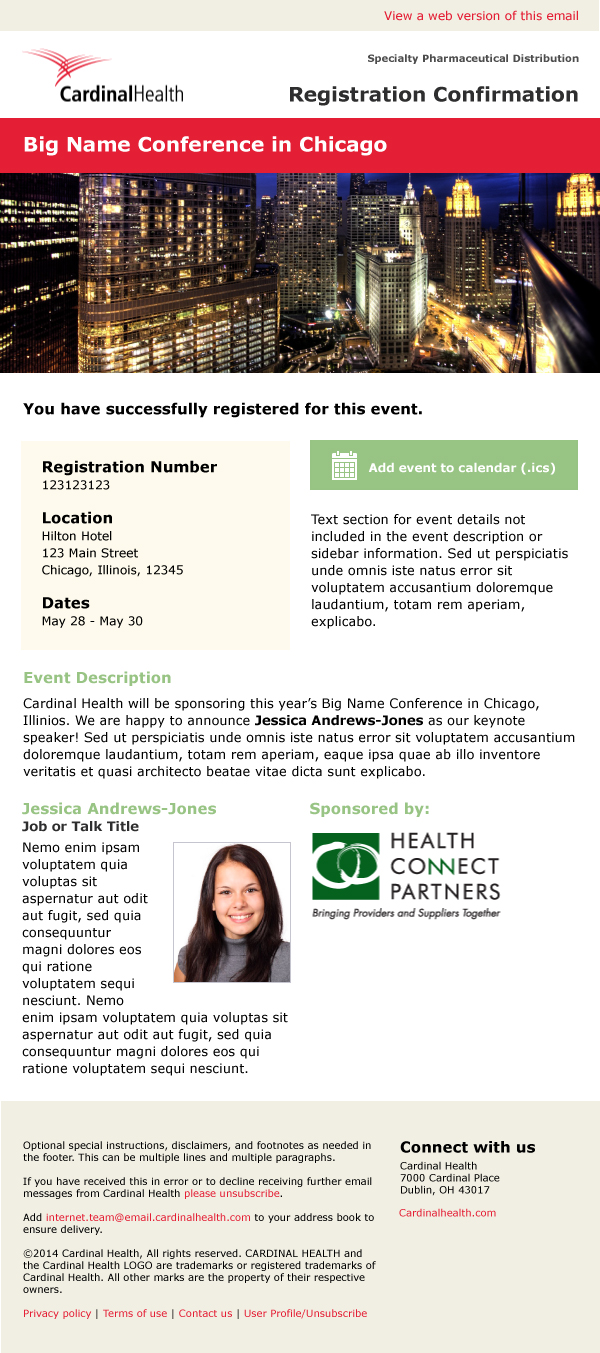 View a web version of this email
CardinalHealth
Specialty Pharmaceutical Distribution
Registration Confirmation
Big Name Conference in Chicago
You have successfully registered for this event.
Registration Number
123123123
Location
Hilton Hotel
123 Main Street
Chicago, Illinois, 12345
Dates
May 28 - May 30
Add event to calendar (.ics)
Text section for event details not
included in the event description or
sidebar information. Sed ut perspiciatis
unde omnis iste natus error sit
voluptatem accusantium doloremque
laudantium, totam rem aperiam,
explicabo.
Event Description
Cardinal Health will be sponsoring this year’s Big Name Conference in Chicago,
Illinios. We are happy to announce Jessica Andrews-Jones as our keynote
speaker! Sed ut perspiciatis unde omnis iste natus error sit voluptatem accusantium
doloremque laudantium, totam rem aperiam, eaque ipsa quae ab illo inventore
veritatis et quasi architecto beatae vitae dicta sunt explicabo.
Jessica Andrews-Jones
Job or Talk Title
Nemo enim ipsam
voluptatem quia
voluptas sit
aspernatur aut odit
aut fugit, sed quia
consequuntur
magni dolores eos
qui ratione
voluptatem sequi
nesciunt. Nemo
enim ipsam voluptatem quia voluptas sit
aspernatur aut odit aut fugit, sed quia
consequuntur magni dolores eos qui
ratione voluptatem sequi nesciunt.
Sponsored by:
HEALTH
CONNECT
PARTNERS
Bringing Providers and Suppliers Together
Optional special instructions, disclaimers, and footnotes as needed in
the footer. This can be multiple lines and multiple paragraphs.
If you have received this in error or to decline receiving further email
messages from Cardinal Health please unsubscribe.
Add internet.team@email.cardinalhealth.com to your address book to
ensure delivery.
©2014 Cardinal Health, All rights reserved. CARDINAL HEALTH and
the Cardinal Health LOGO are trademarks or registered trademarks of
Cardinal Health. All other marks are the property of their respective
owners.
Privacy policy | Terms of use | Contact us | User Profile/Unsubscribe
Connect with us
Cardinal Health
7000 Cardinal Place
Dublin, OH 43017
Cardinalhealth.com